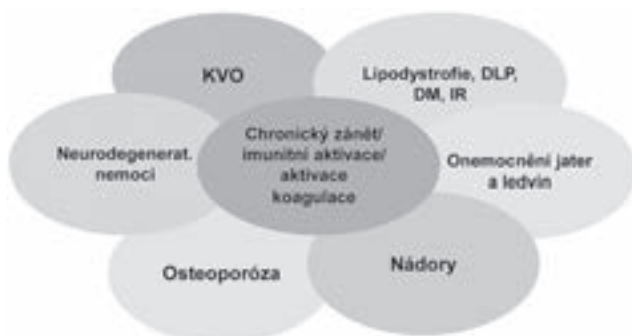 KVO
Lipodystrofie, DLP,
DM, IR
Neurodegenerat.
nemoci
Chronický zánět/
imunitní aktivace/
aktivace
koagulace
Onemocnění jater
a ledvin
Osteoporóza
Nádory